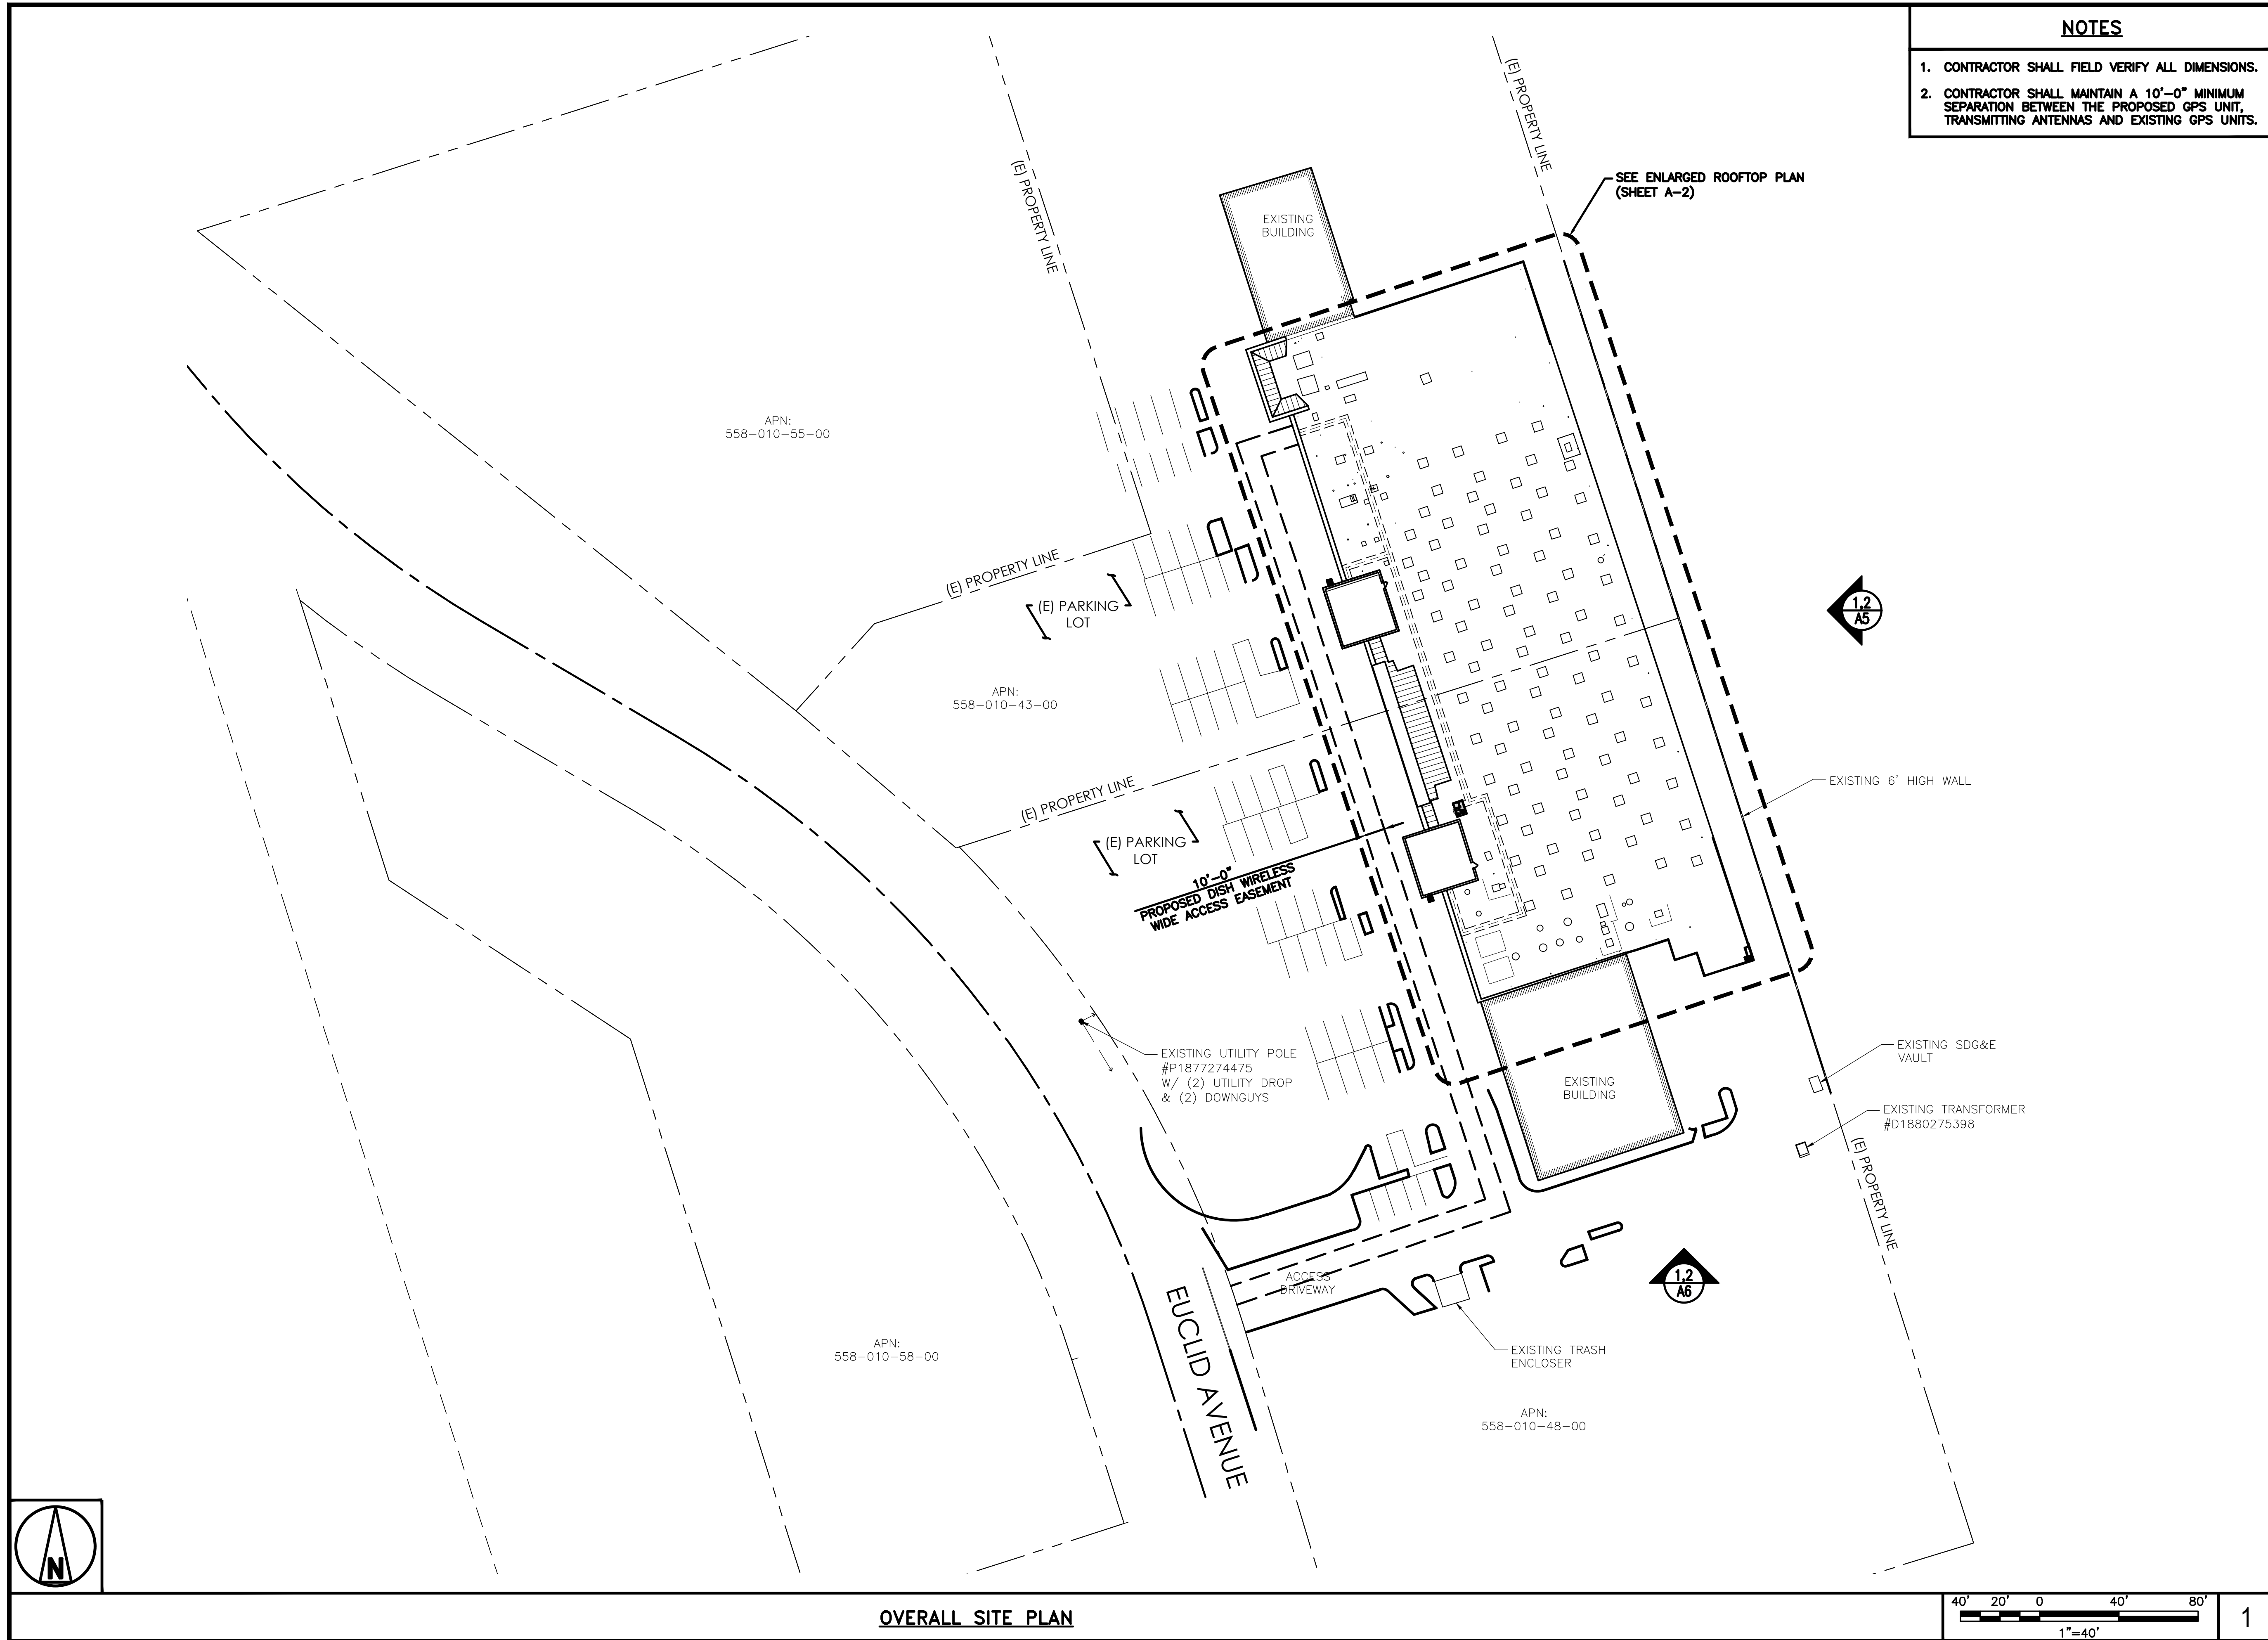 NOTES
1. CONTRACTOR SHALL FIELD VERIFY ALL DIMENSIONS.
2. CONTRACTOR SHALL MAINTAIN A 10'-0" MINIMUM
SEPARATION BETWEEN THE PROPOSED GPS UNIT,
TRANSMITTING ANTENNAS AND EXISTING GPS UNITS.
(E) PROPERTY LINE
(E) PROPERTY LINE
SEE ENLARGED ROOFTOP PLAN
(SHEET A-2)
EXISTING
BUILDING
APN:
558-010-55-00
(E) PROPERTY LINE
(E) PARKING
LOT
1,2
A5
APN:
558-010-43-00
(E) PROPERTY LINE
EXISTING 6' HIGH WALL
(E) PARKING
LOT
10'-0"
PROPOSED DISH WIRELESS
WIDE ACCESS EASEMENT
EXISTING UTILITY POLE
#P1877274475
W/ (2) UTILITY DROP
& (2) DOWNGUYS
EXISTING SDG&E
VAULT
EXISTING
BUILDING
EXISTING TRANSFORMER
#D1880275398
(E) PROPERTY LINE
ACCESS
DRIVEWAY
1,2
A6
EUCLID AVENUE
EXISTING TRASH
ENCLOSER
APN:
558-010-58-00
APN:
558-010-48-00
N
OVERALL SITE PLAN
40' 20' 0 40' 80'
1"=40'
1